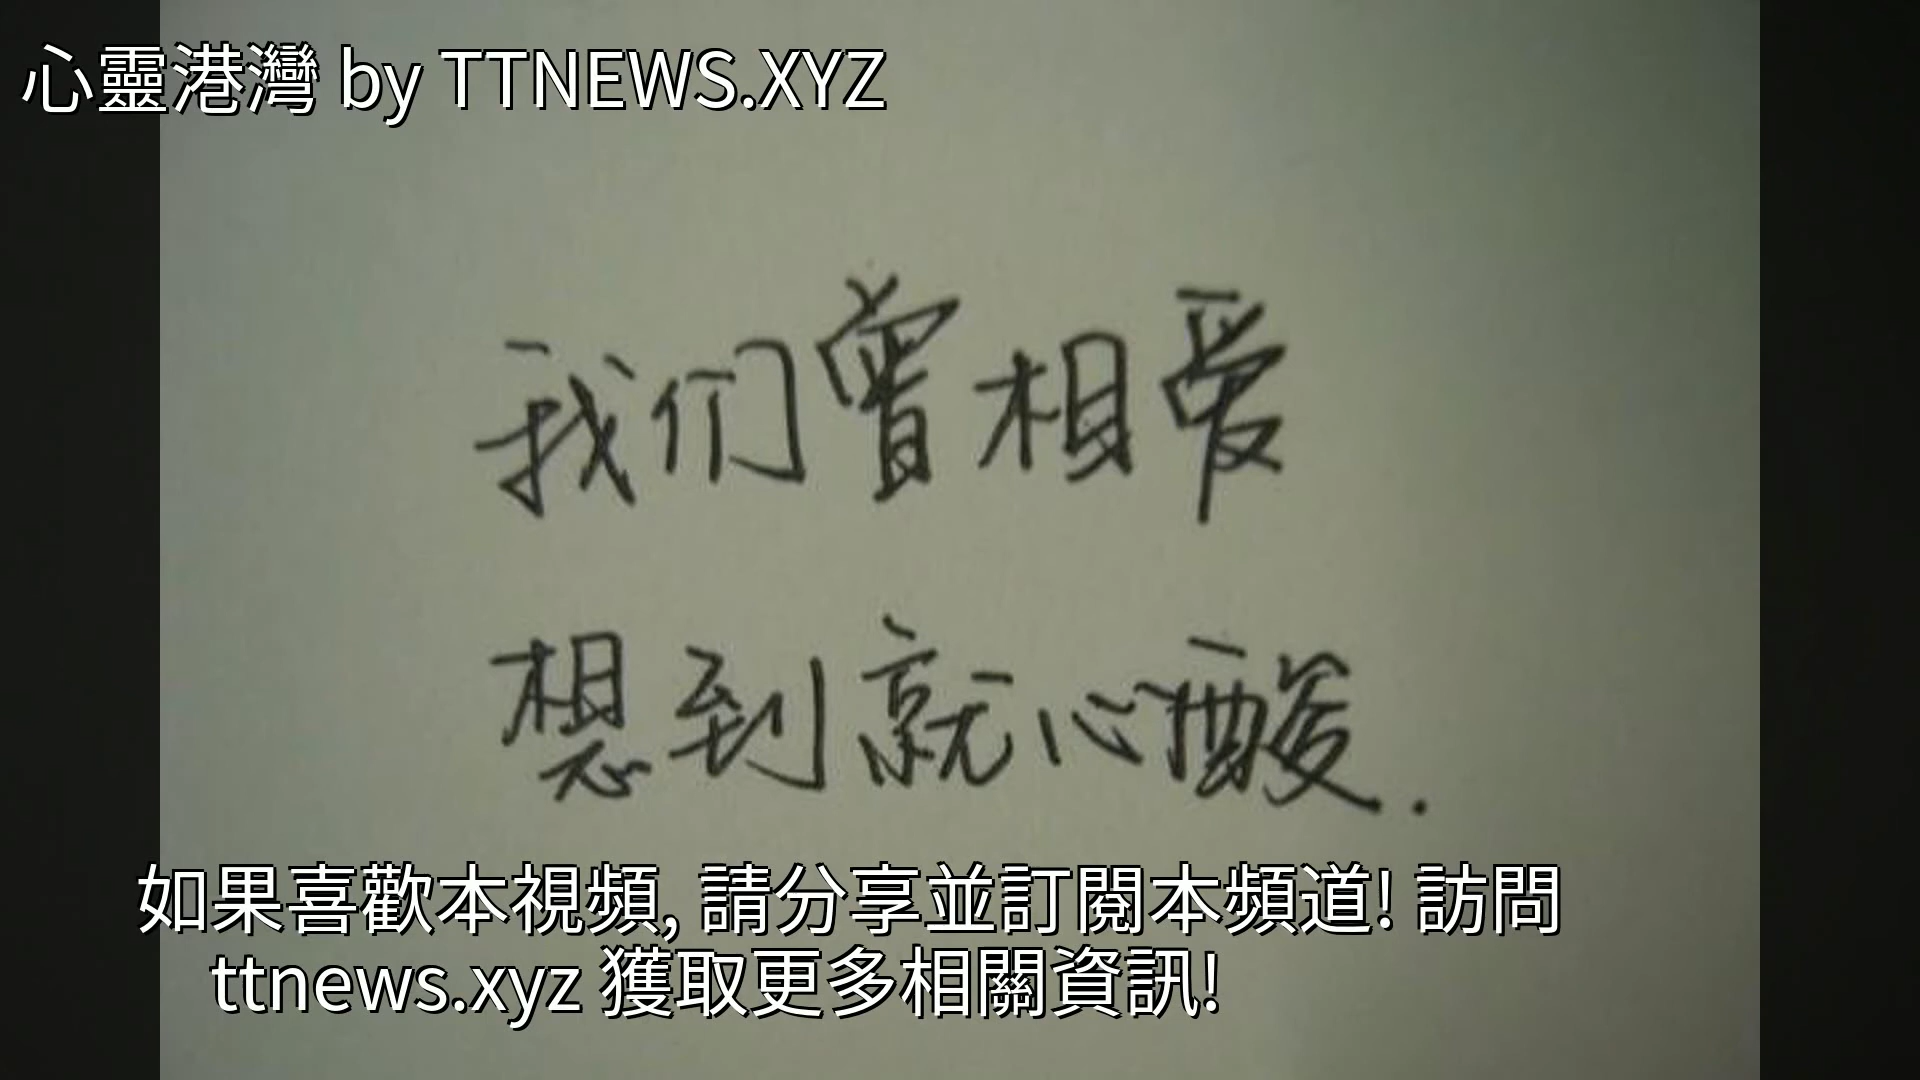 心靈港灣 by TTNEWS.XYZ
我们曾相爱
想到就心酸.
如果喜歡本視頻, 請分享並訂閱本頻道! 訪問
ttnews.xyz 獲取更多相關資訊!